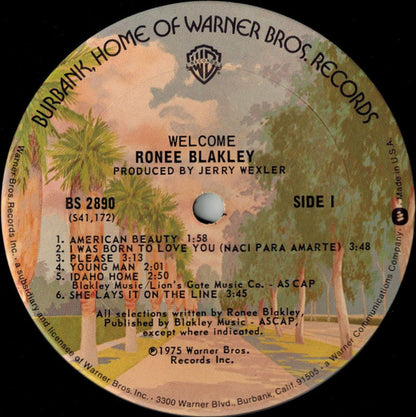 BURBANK, HOME OF WARNER BROS. RECORDS
WB
WELCOME
RONEE BLAKLEY
PRODUCED BY JERRY WEXLER
BS 2890
(S41,172)
SIDE 1
1. AMERICAN BEAUTY 1:58
2. I WAS BORN TO LOVE YOU (NACI PARA AMARTE) 3:48
3. PLEASE 3:13
4. YOUNG MAN 2:01
5. IDAHO HOME 2:50
Blakley Music/Lion's Gate Music Co. - ASCAP
6. SHE LAYS IT ON THE LINE 3:45
All selections written by Ronee Blakley,
Published by Blakley Music - ASCAP,
except where indicated.
©1975 Warner Bros.
Records Inc.
Warner Bros. Records Inc., a subsidiary and licensee of Warner Bros. Inc. - 3300 Warner Blvd., Burbank, Calif. 91505 - a Warner Communications Company
Made in U.S.A.